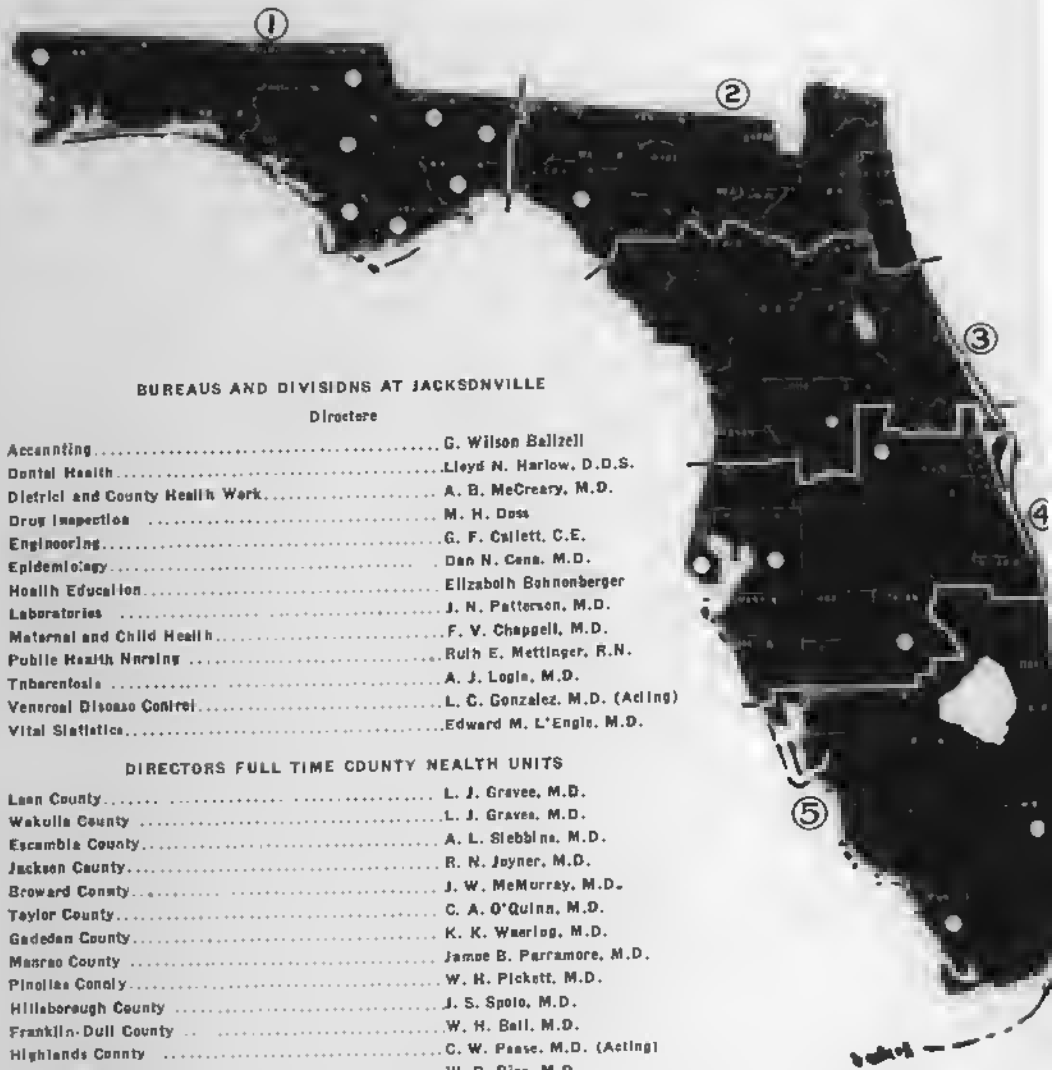 ①
②
③
④
⑤
BUREAUS AND DIVISIONS AT JACKSONVILLE
Directors
Accounting G. Wilson Baltzell
Dental Health Lloyd N. Harlow, D.D.S.
District and County Health Work A. B. McCreary, M.D.
Drug Inspection M. H. Doss
Engineering G. F. Catlett, C.E.
Epidemiology Dan N. Cone, M.D.
Health Education Elizabeth Bohnenberger
Laboratories J. N. Patterson, M.D.
Maternal and Child Health F. V. Chappell, M.D.
Public Health Nursing Ruth E. Mettinger, R.N.
Tuberculosis A. J. Logie, M.D.
Venereal Disease Control L. C. Gonzalez, M.D. (Acting)
Vital Statistics Edward M. L'Engle, M.D.
DIRECTORS FULL TIME COUNTY HEALTH UNITS
Leon County L. J. Graves, M.D.
Wakulla County L. J. Graves, M.D.
Escambia County A. L. Stebbins, M.D.
Jackson County R. N. Joyner, M.D.
Broward County J. W. McMurray, M.D.
Taylor County C. A. O'Quinn, M.D.
Gadsden County K. K. Waering, M.D.
Monroe County James B. Parramore, M.D.
Pinellas County W. H. Pickett, M.D.
Hillsborough County J. S. Spoto, M.D.
Franklin-Gulf County W. H. Ball, M.D.
Highlands County C. W. Pease, M.D. (Acting)